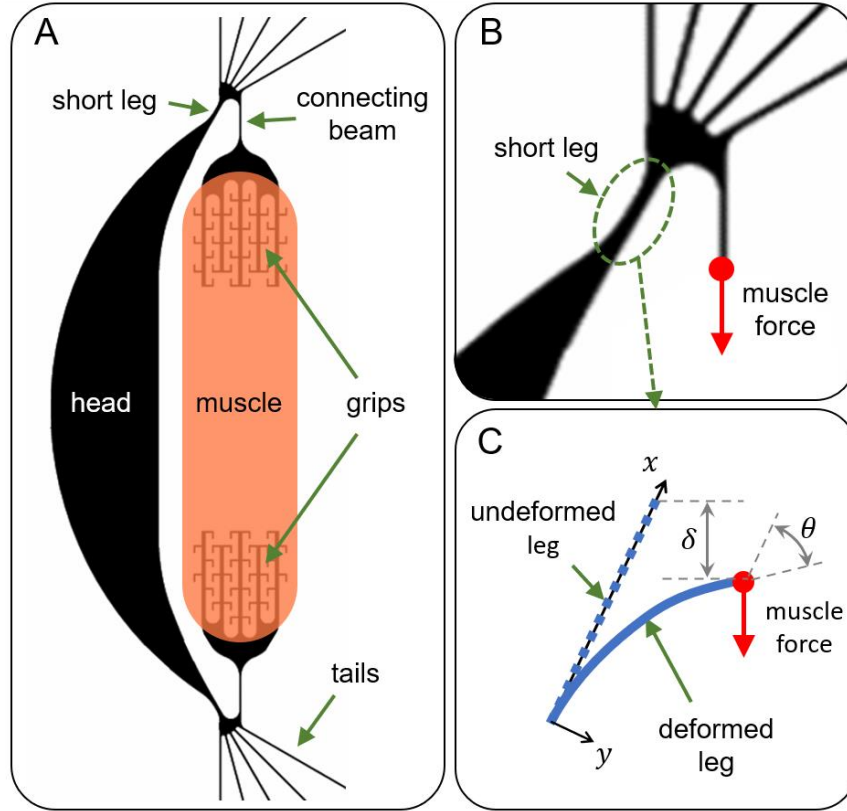 A
short leg
connecting
beam
head
muscle
grips
tails
B
short leg
muscle
force
C
x
undeformed
leg
δ
θ
muscle
force
deformed
leg
y